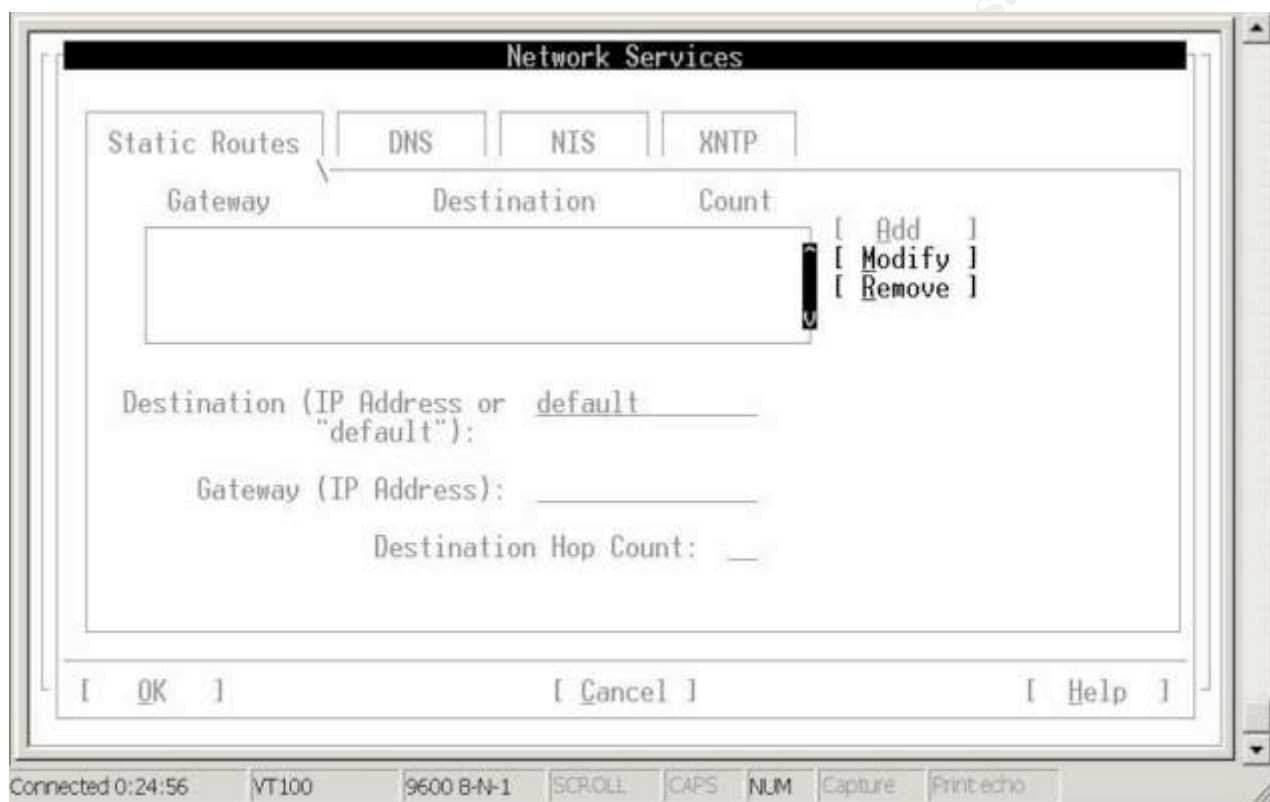 Network Services
Static Routes DNS NIS XNTP
Gateway Destination Count
[ Add ]
[ Modify ]
[ Remove ]
Destination (IP Address or default
"default"):
Gateway (IP Address):
Destination Hop Count:
[ OK ] [ Cancel ] [ Help ]
Connected 0:24:56 VT100 9600 8-N-1 SCROLL CAPS NUM Capture Print echo